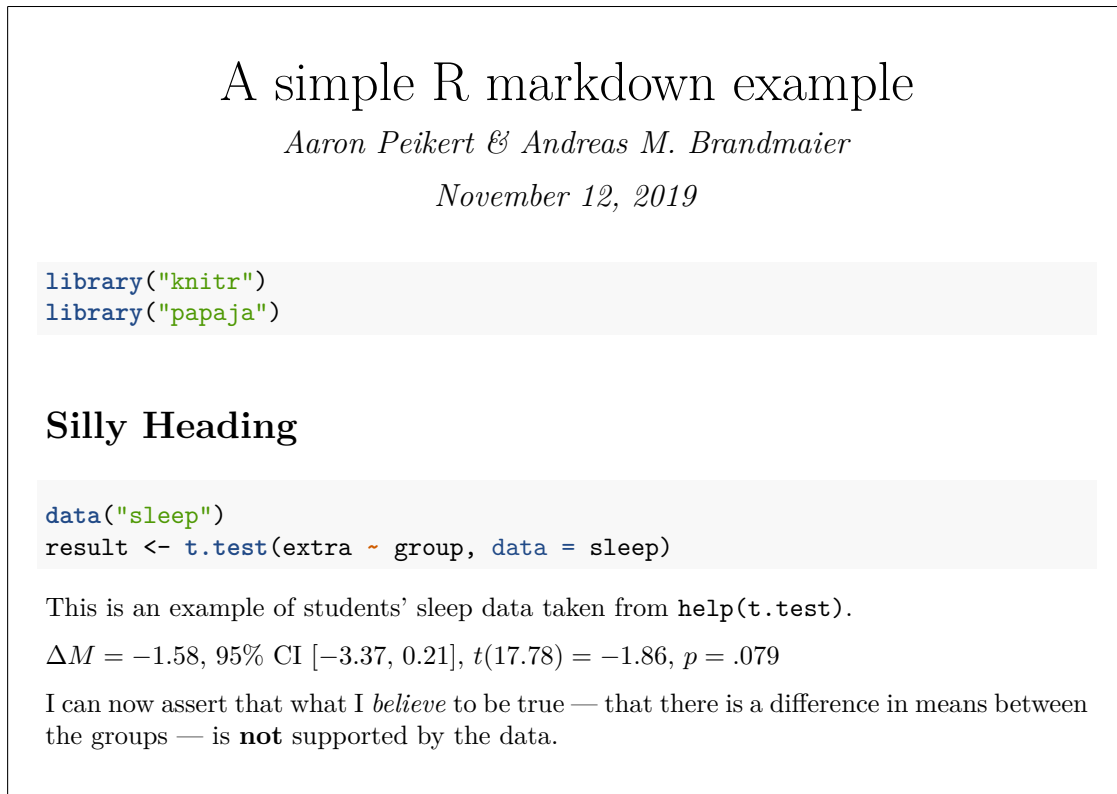 A simple R markdown example
Aaron Peikert & Andreas M. Brandmaier
November 12, 2019
library("knitr")
library("papaja")
Silly Heading
data("sleep")
result <- t.test(extra ~ group, data = sleep)
This is an example of students’ sleep data taken from help(t.test).
ΔM = −1.58, 95% CI [−3.37, 0.21], t(17.78) = −1.86, p = .079
I can now assert that what I believe to be true — that there is a difference in means between
the groups — is not supported by the data.